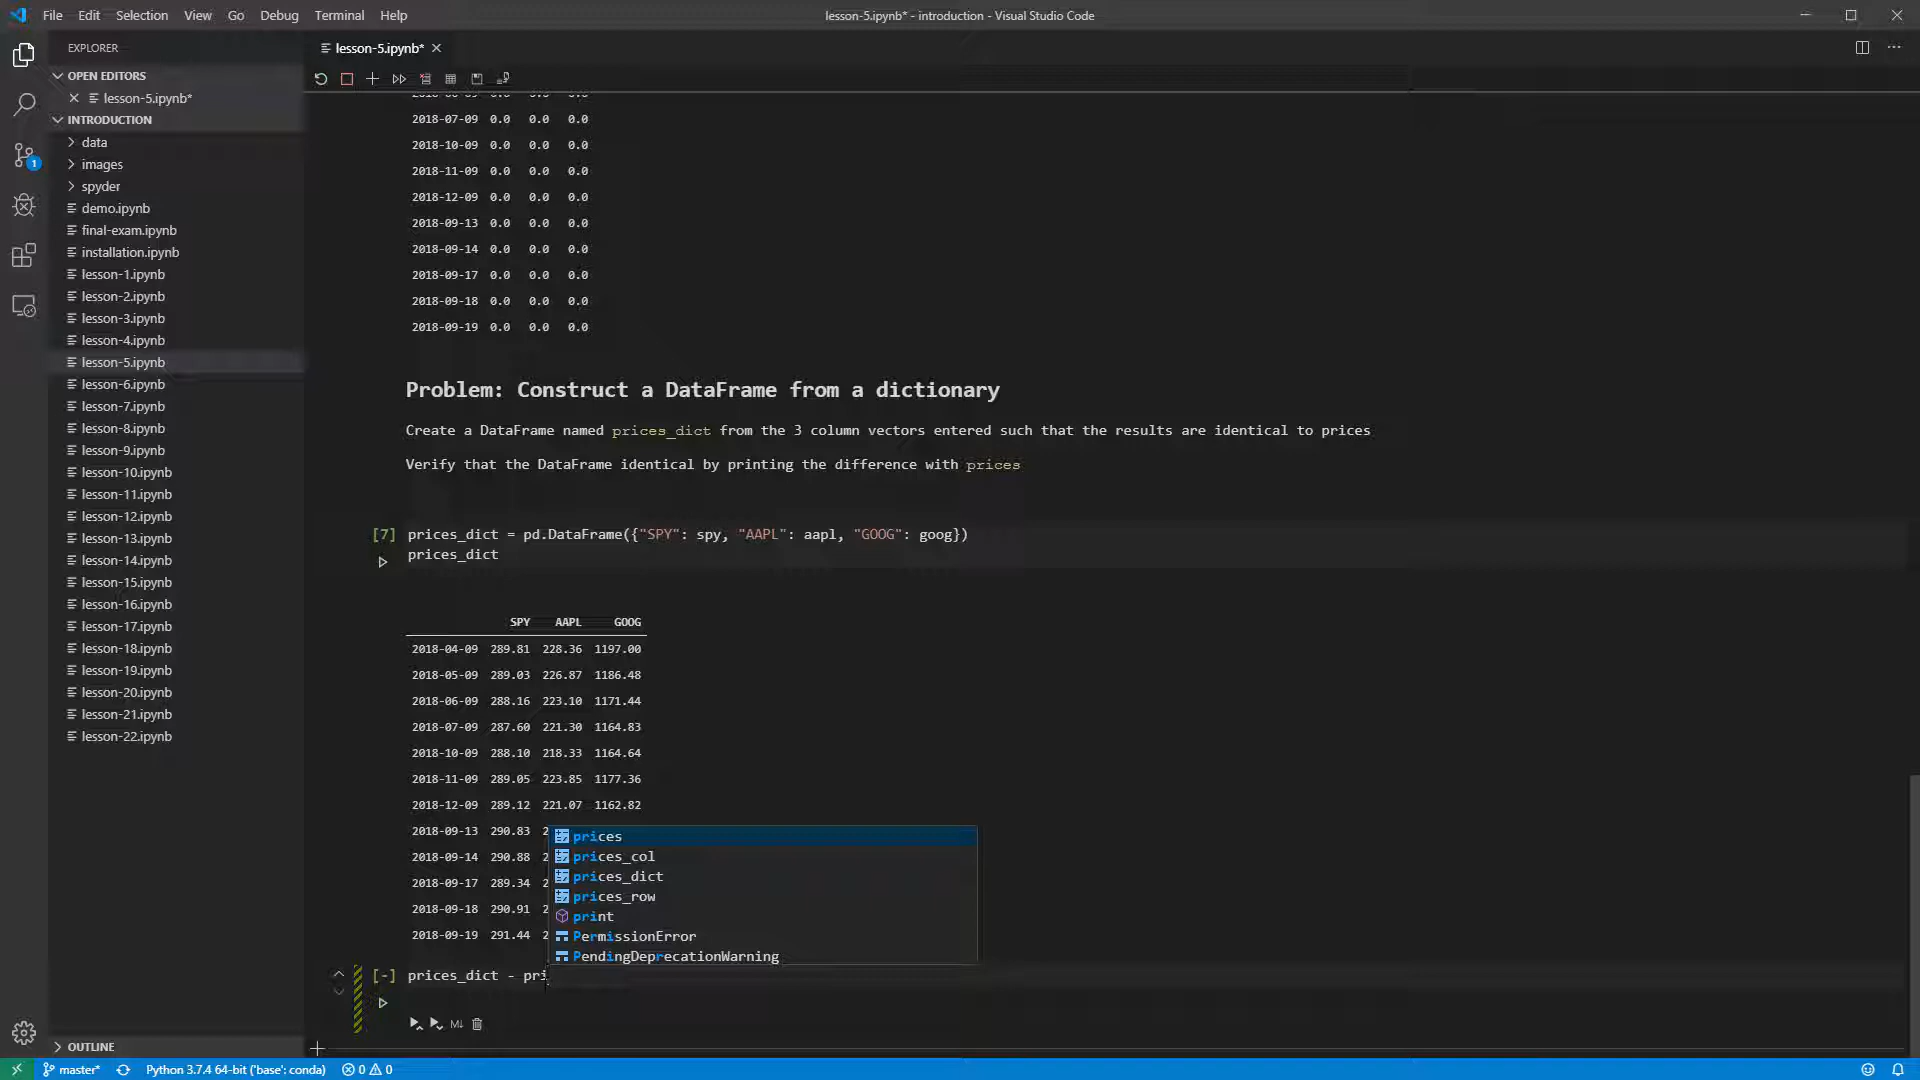 File Edit Selection View Go Debug Terminal Help
lesson-5.ipynb* - introduction - Visual Studio Code
EXPLORER
OPEN EDITORS
lesson-5.ipynb*
INTRODUCTION
data
images
spyder
demo.ipynb
final-exam.ipynb
installation.ipynb
lesson-1.ipynb
lesson-2.ipynb
lesson-3.ipynb
lesson-4.ipynb
lesson-5.ipynb
lesson-6.ipynb
lesson-7.ipynb
lesson-8.ipynb
lesson-9.ipynb
lesson-10.ipynb
lesson-11.ipynb
lesson-12.ipynb
lesson-13.ipynb
lesson-14.ipynb
lesson-15.ipynb
lesson-16.ipynb
lesson-17.ipynb
lesson-18.ipynb
lesson-19.ipynb
lesson-20.ipynb
lesson-21.ipynb
lesson-22.ipynb
OUTLINE
lesson-5.ipynb*
2018-07-09 0.0 0.0 0.0
2018-10-09 0.0 0.0 0.0
2018-11-09 0.0 0.0 0.0
2018-12-09 0.0 0.0 0.0
2018-09-13 0.0 0.0 0.0
2018-09-14 0.0 0.0 0.0
2018-09-17 0.0 0.0 0.0
2018-09-18 0.0 0.0 0.0
2018-09-19 0.0 0.0 0.0
Problem: Construct a DataFrame from a dictionary
Create a DataFrame named prices_dict from the 3 column vectors entered such that the results are identical to prices
Verify that the DataFrame identical by printing the difference with prices
[7] prices_dict = pd.DataFrame({"SPY": spy, "AAPL": aapl, "GOOG": goog})
prices_dict
SPY AAPL GOOG
2018-04-09 289.81 228.36 1197.00
2018-05-09 289.03 226.87 1186.48
2018-06-09 288.16 223.10 1171.44
2018-07-09 287.60 221.30 1164.83
2018-10-09 288.10 218.33 1164.64
2018-11-09 289.05 223.85 1177.36
2018-12-09 289.12 221.07 1162.82
2018-09-13 290.83 2
2018-09-14 290.88 2
2018-09-17 289.34 2
2018-09-18 290.91 2
2018-09-19 291.44 2
prices
prices_col
prices_dict
prices_row
print
PermissionError
PendingDeprecationWarning
[-] prices_dict - pri
M↓
master* Python 3.7.4 64-bit ('base': conda) 0 0
1